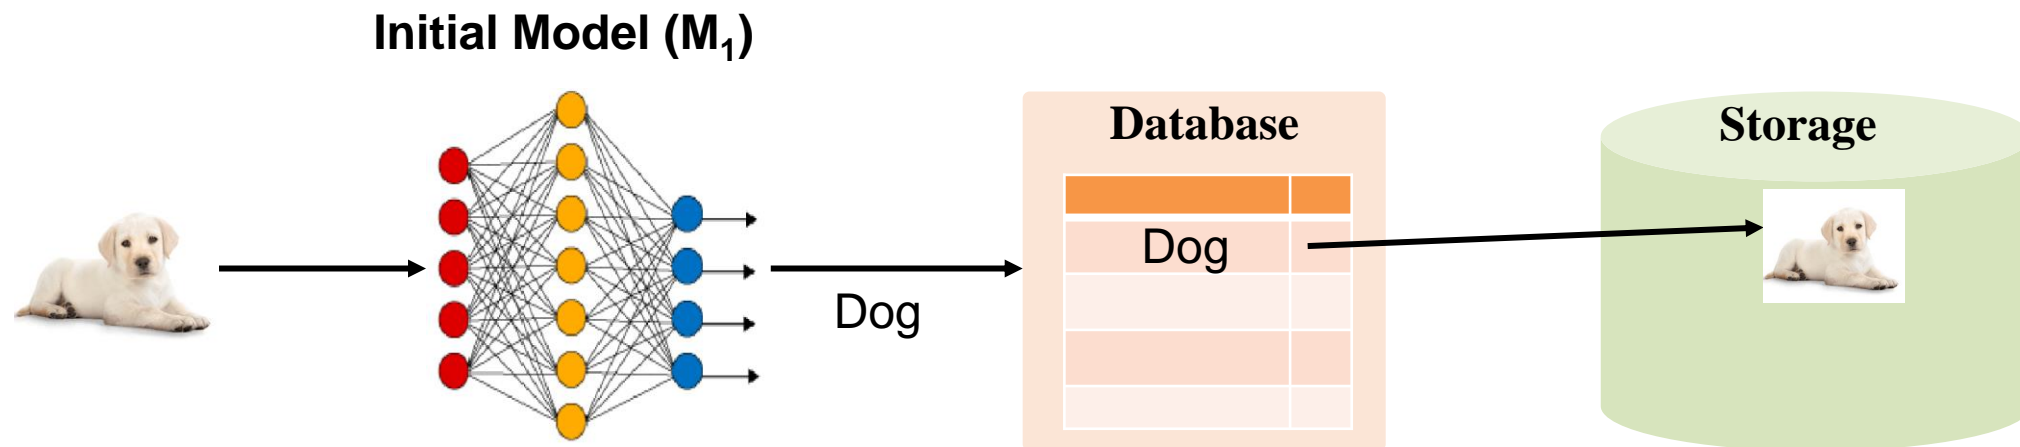 Initial Model (M₁)
Database
Storage
Dog
Dog